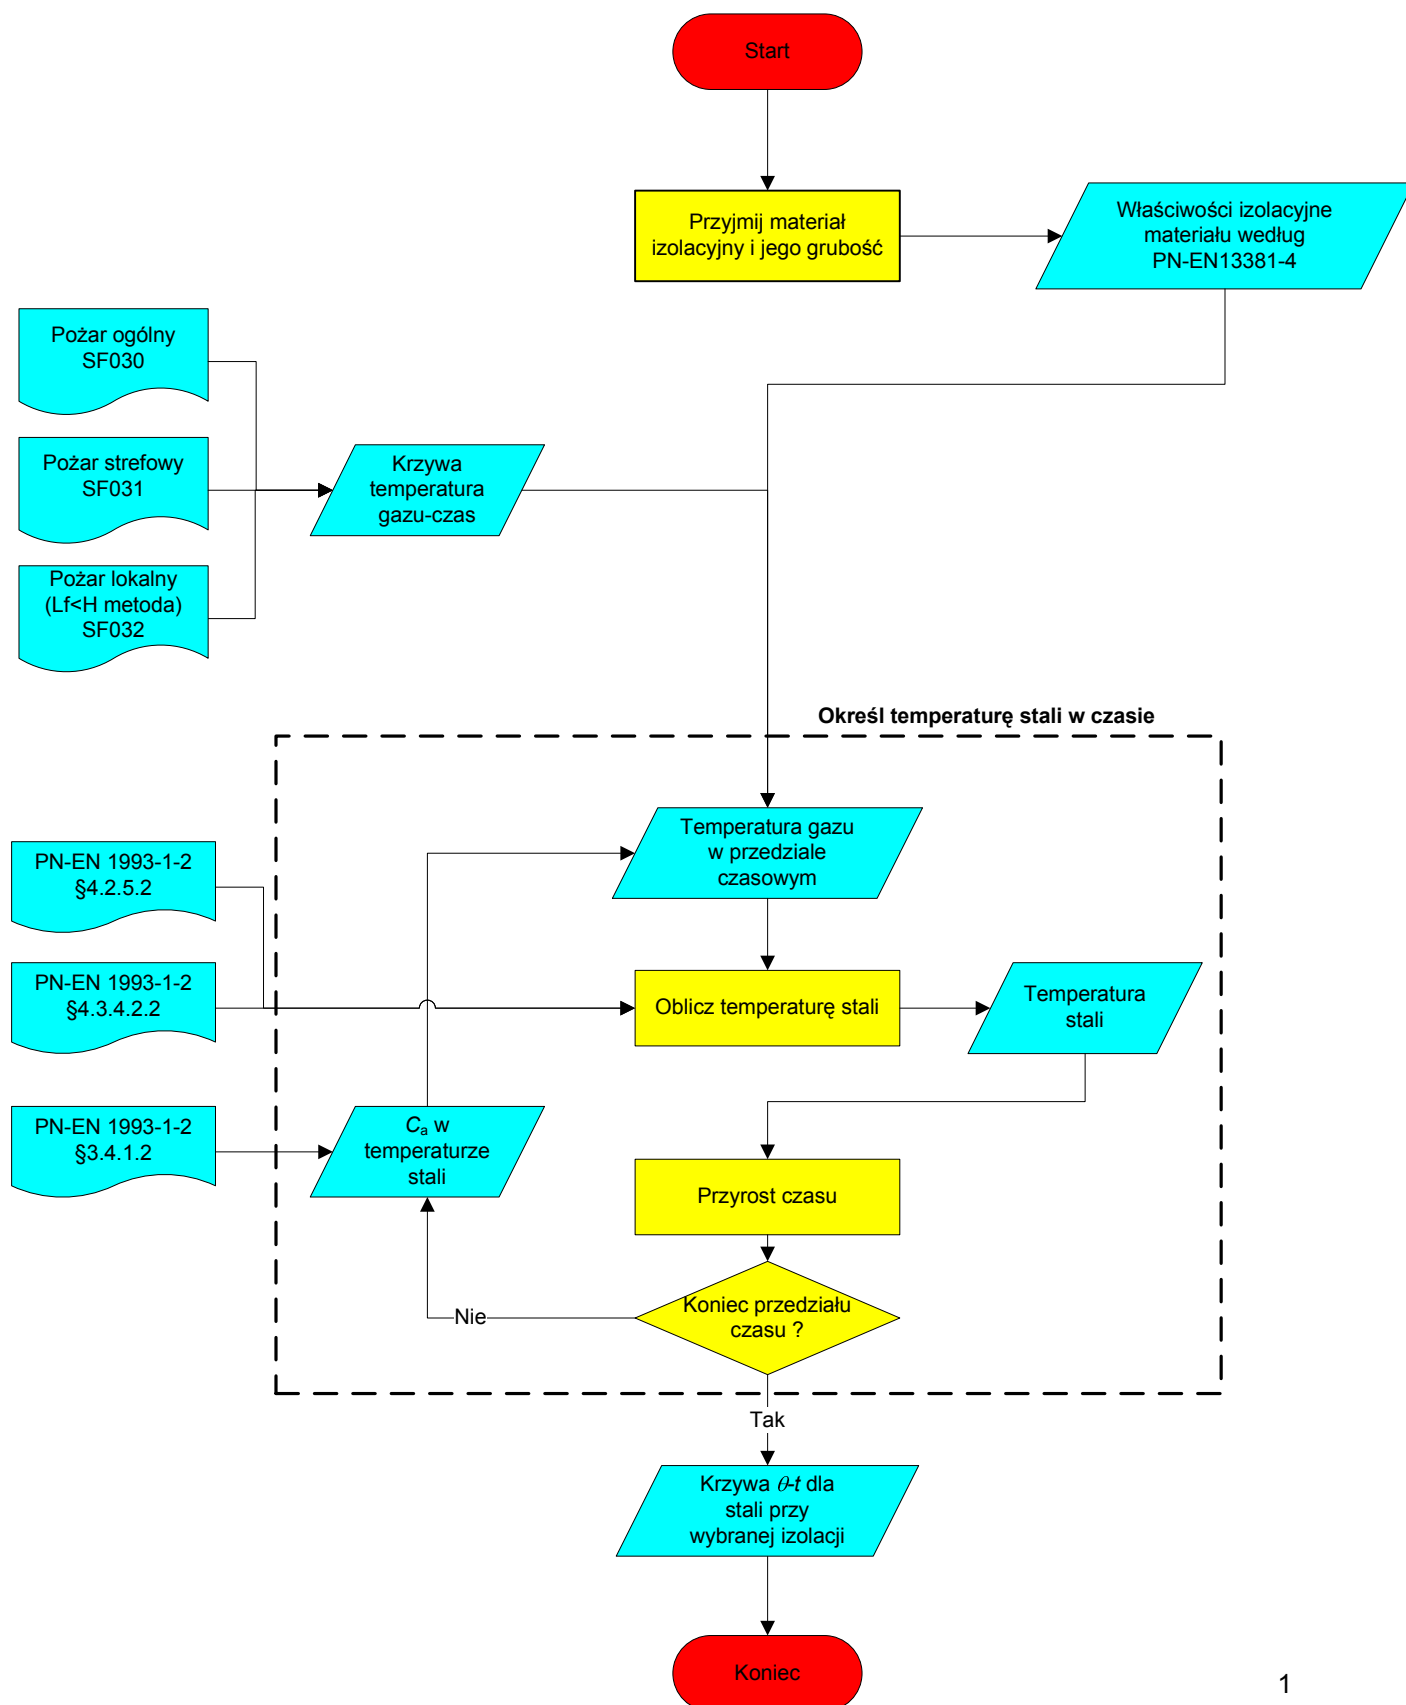 Start
Przyjmij materiał
izolacyjny i jego grubość
Właściwości izolacyjne
materiału według
PN-EN13381-4
Pożar ogólny
SF030
Pożar strefowy
SF031
Pożar lokalny
(Lf<H metoda)
SF032
Krzywa
temperatura
gazu-czas
Określ temperaturę stali w czasie
Temperatura gazu
w przedziale
czasowym
PN-EN 1993-1-2
§4.2.5.2
PN-EN 1993-1-2
§4.3.4.2.2
Oblicz temperaturę stali
Temperatura
stali
PN-EN 1993-1-2
§3.4.1.2
Ca w
temperaturze
stali
Przyrost czasu
Koniec przedziału
czasu ?
Nie
Tak
Krzywa θ-t dla
stali przy
wybranej izolacji
Koniec
1